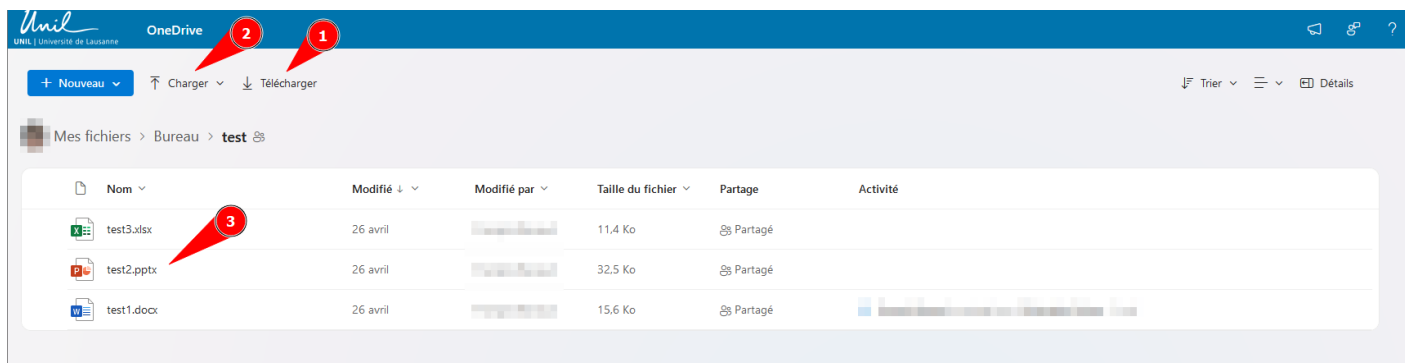 Unil
UNIL | Université de Lausanne
OneDrive
2
1
?
+ Nouveau
Charger
Télécharger
Trier
Détails
Mes fichiers > Bureau > test
Nom
Modifié ↓
Modifié par
Taille du fichier
Partage
Activité
3
test3.xlsx 26 avril 11,4 Ko Partagé
test2.pptx 26 avril 32,5 Ko Partagé
test1.docx 26 avril 15,6 Ko Partagé